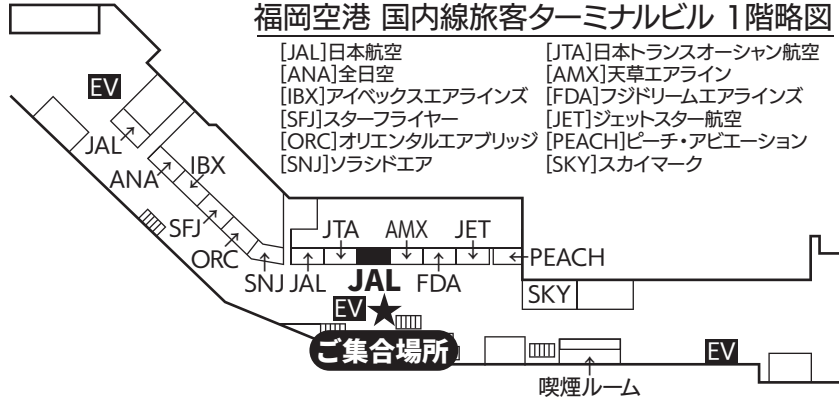 福岡空港 国内線旅客ターミナルビル 1階略図
[JAL]日本航空
[ANA]全日空
[IBX]アイベックスエアラインズ
[SFJ]スターフライヤー
[ORC]オリエンタルエアブリッジ
[SNJ]ソラシドエア
[JTA]日本トランスオーシャン航空
[AMX]天草エアライン
[FDA]フジドリームエアラインズ
[JET]ジェットスター航空
[PEACH]ピーチ・アビエーション
[SKY]スカイマーク
EV
JAL
ANA
IBX
SFJ
ORC
SNJ
JAL
JTA
JAL
AMX
FDA
JET
PEACH
SKY
EV
ご集合場所
EV
喫煙ルーム